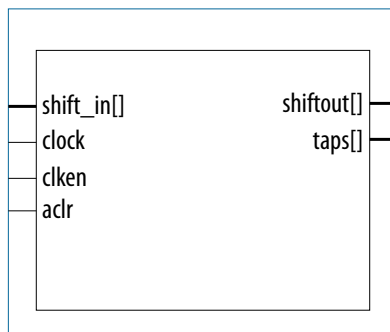 shift_in[]
shiftout[]
clock
taps[]
clken
aclr